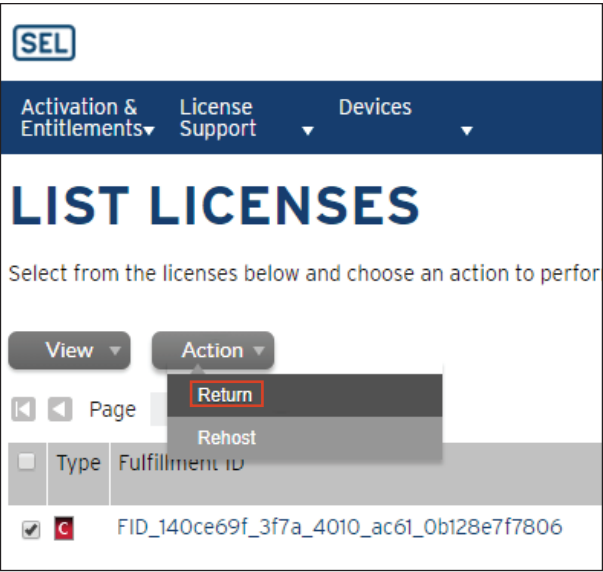 SEL
Activation & Entitlements License Support Devices
LIST LICENSES
Select from the licenses below and choose an action to perfor
View Action
Return
Page
Rehost
Type Fulfillment ID
C FID_140ce69f_3f7a_4010_ac61_0b128e7f7806